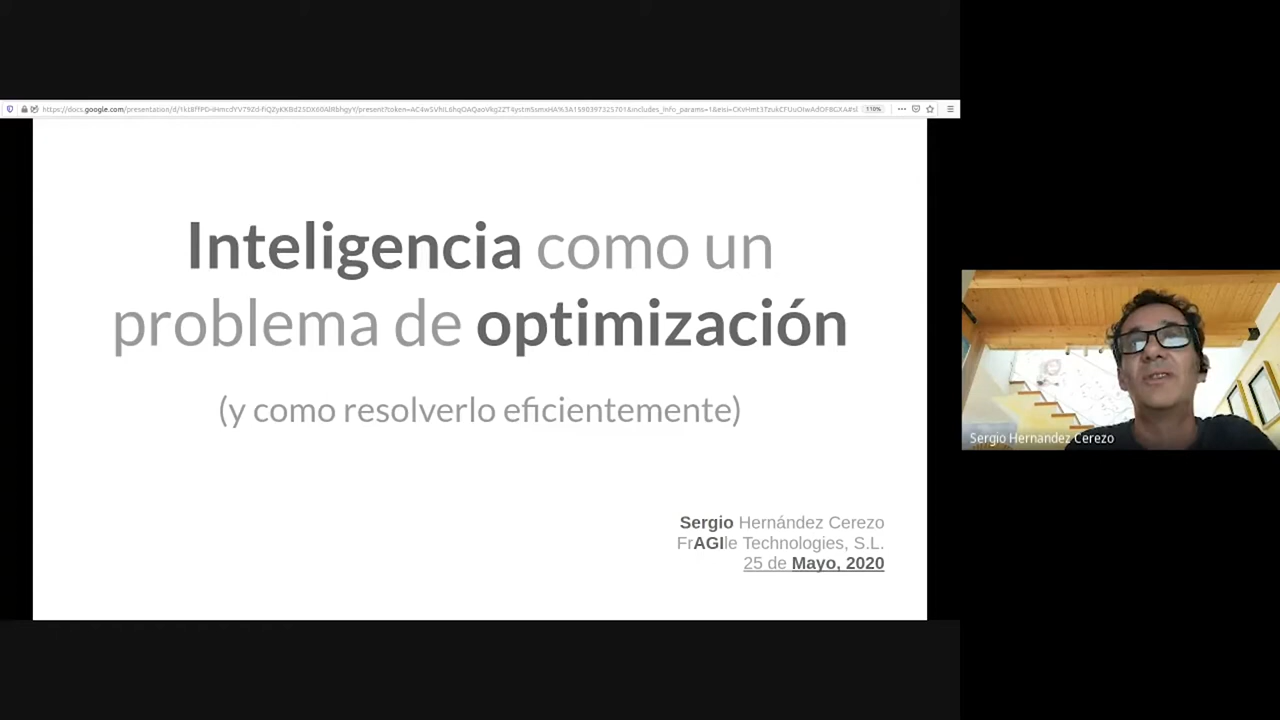 110%
Inteligencia como un
problema de optimización
(y como resolverlo eficientemente)
Sergio Hernández Cerezo
FrAGIle Technologies, S.L.
25 de Mayo, 2020
Sergio Hernandez Cerezo